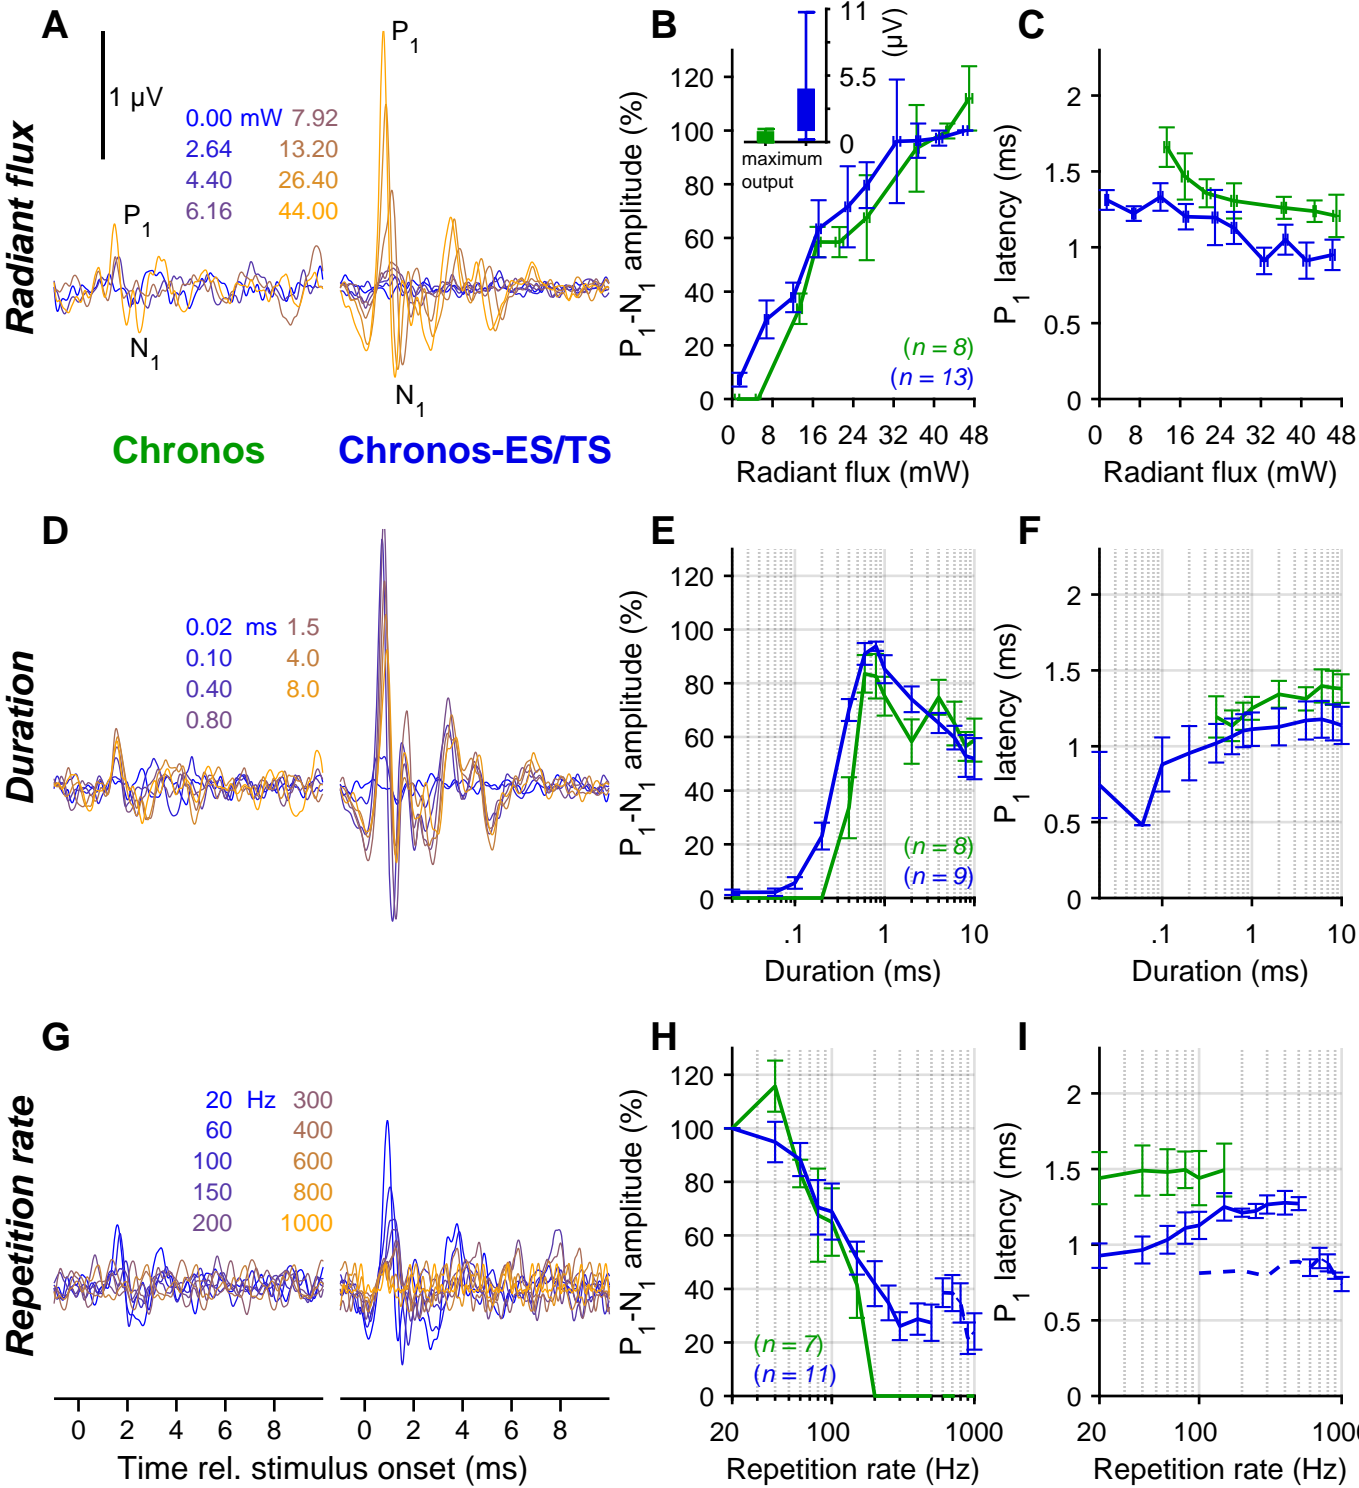 A
P1
1 µV
0.00 mW 7.92
2.64 13.20
4.40 26.40
6.16 44.00
P1
N1
N1
Radiant flux
Chronos
Chronos-ES/TS
B
11
5.5
0
(µV)
maximum
output
120
100
80
60
40
20
0
P1-N1 amplitude (%)
(n = 8)
(n = 13)
0 8 16 24 32 40 48
Radiant flux (mW)
C
2
1.5
1
0.5
0
P1 latency (ms)
0 8 16 24 32 40 48
Radiant flux (mW)
D
0.02 ms 1.5
0.10 4.0
0.40 8.0
0.80
Duration
E
120
100
80
60
40
20
0
P1-N1 amplitude (%)
(n = 8)
(n = 9)
.1 1 10
Duration (ms)
F
2
1.5
1
0.5
0
P1 latency (ms)
.1 1 10
Duration (ms)
G
20 Hz 300
60 400
100 600
150 800
200 1000
Repetition rate
0 2 4 6 8
0 2 4 6 8
Time rel. stimulus onset (ms)
H
120
100
80
60
40
20
0
P1-N1 amplitude (%)
(n = 7)
(n = 11)
20 100 1000
Repetition rate (Hz)
I
2
1.5
1
0.5
0
P1 latency (ms)
20 100 1000
Repetition rate (Hz)